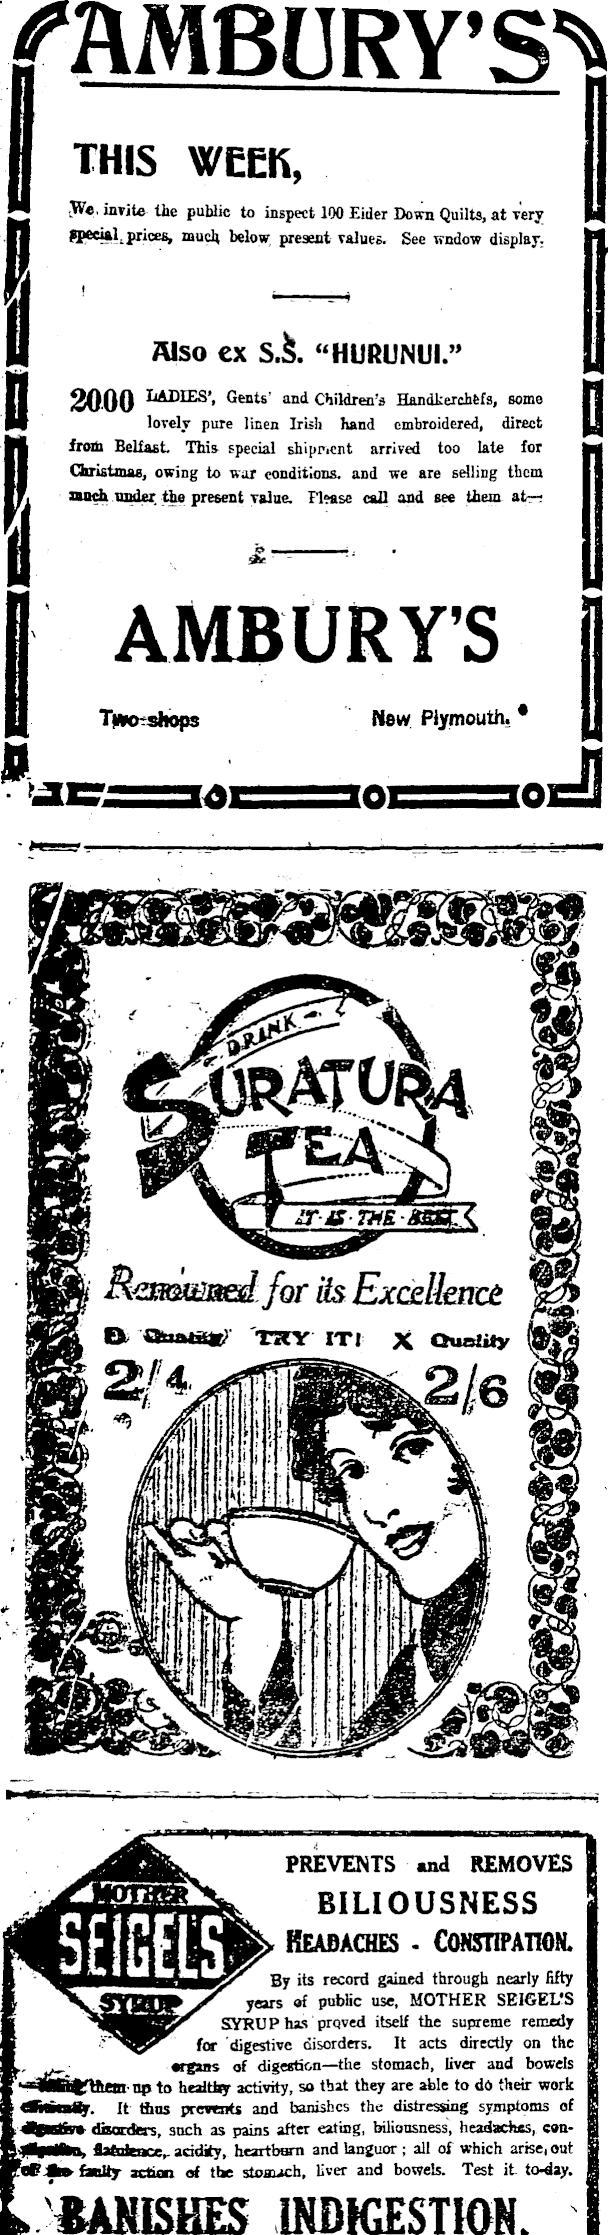 AMBURY'S
THIS WEEK,
We invite the public to inspect 100 Eider Down Quilts, at very
special prices, much below present values. See wndow display.
Also ex S.S. "HURUNUI."
2000 LADIES', Gents' and Children's Handkerchefs, some
lovely pure linen Irish hand embroidered, direct
from Belfast. This special shipment arrived too late for
Christmas, owing to war conditions. and we are selling them
much under the present value. Please call and see them at—
AMBURY'S
Two shops New Plymouth.
DRINK
SURATURA
TEA
IT IS THE BEST
Renowned for its Excellence
D Quality TRY IT! X Quality
2/4 2/6
MOTHER
SEIGEL'S
SYRUP
PREVENTS and REMOVES
BILIOUSNESS
HEADACHES - CONSTIPATION.
By its record gained through nearly fifty
years of public use, MOTHER SEIGEL'S
SYRUP has proved itself the supreme remedy
for digestive disorders. It acts directly on the
organs of digestion—the stomach, liver and bowels
them up to healthy activity, so that they are able to do their work
efficiently. It thus prevents and banishes the distressing symptoms of
digestive disorders, such as pains after eating, biliousness, headaches, con-
stipation, flatulence, acidity, heartburn and languor; all of which arise out
of the faulty action of the stomach, liver and bowels. Test it to-day.
BANISHES INDIGESTION.